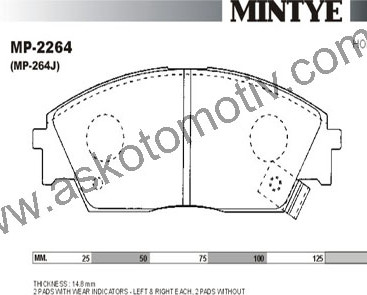 MINTYE
MP-2264
(MP-264J)
HO
www.askotomotiv.com
MM. 25 50 75 100 125
THICKNESS : 14.8 mm
2 PADS WITH WEAR INDICATORS - LEFT & RIGHT EACH, 2 PADS WITHOUT